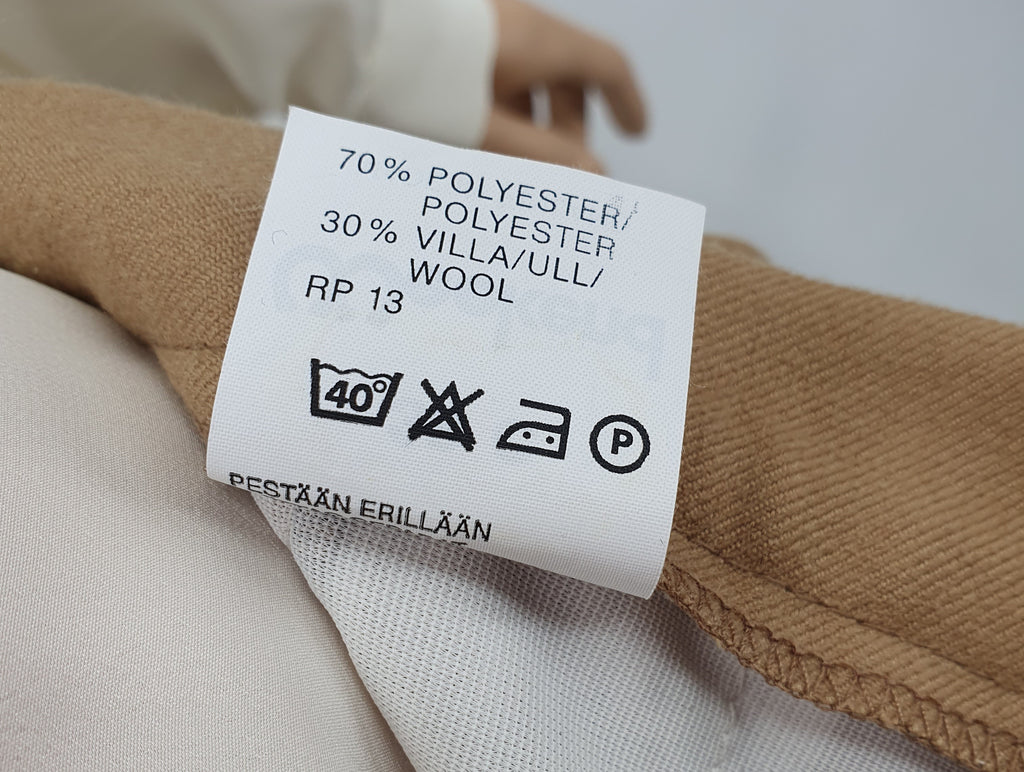 70% POLYESTER/
POLYESTER
30% VILLA/ULL/
WOOL
RP 13
40°
P
PESTÄÄN ERILLÄÄN